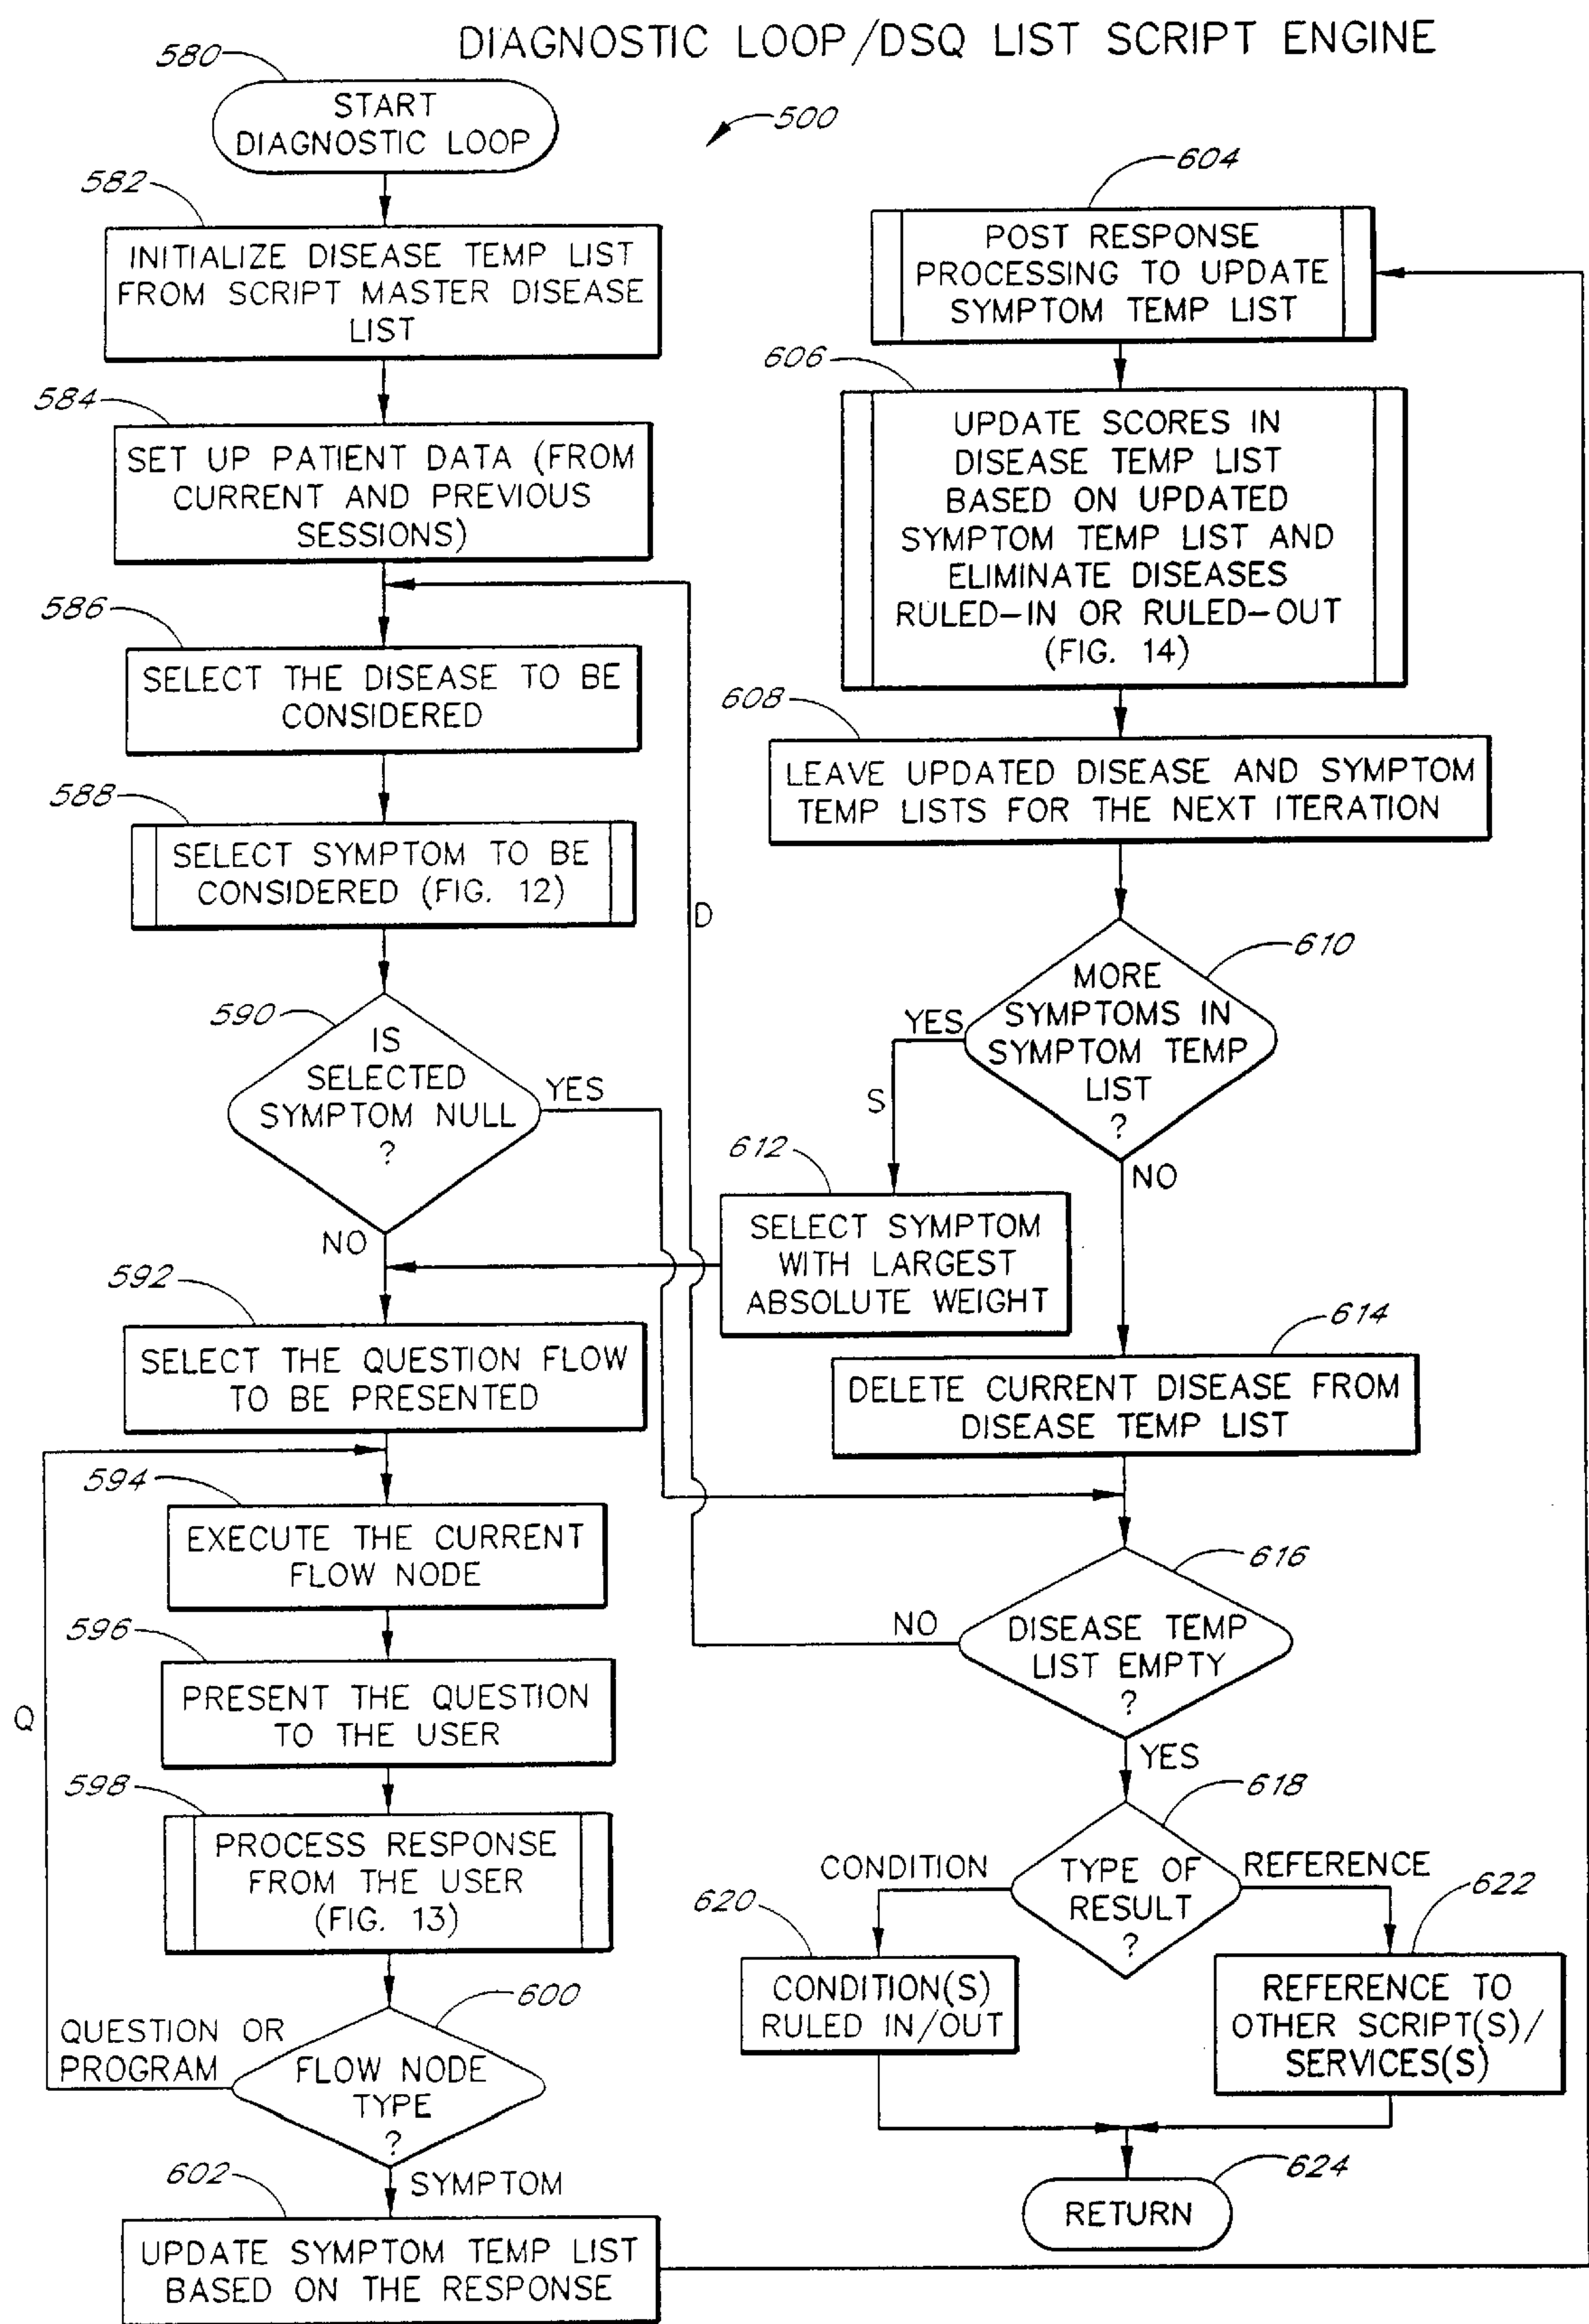 DIAGNOSTIC LOOP/DSQ LIST SCRIPT ENGINE
500
580
START
DIAGNOSTIC LOOP
582
INITIALIZE DISEASE TEMP LIST
FROM SCRIPT MASTER DISEASE
LIST
584
SET UP PATIENT DATA (FROM
CURRENT AND PREVIOUS
SESSIONS)
586
SELECT THE DISEASE TO BE
CONSIDERED
588
SELECT SYMPTOM TO BE
CONSIDERED (FIG. 12)
D
590
IS
SELECTED
SYMPTOM NULL
?
YES
NO
592
SELECT THE QUESTION FLOW
TO BE PRESENTED
594
EXECUTE THE CURRENT
FLOW NODE
596
PRESENT THE QUESTION
TO THE USER
Q
598
PROCESS RESPONSE
FROM THE USER
(FIG. 13)
600
QUESTION OR
PROGRAM
FLOW NODE
TYPE
?
SYMPTOM
602
UPDATE SYMPTOM TEMP LIST
BASED ON THE RESPONSE
604
POST RESPONSE
PROCESSING TO UPDATE
SYMPTOM TEMP LIST
606
UPDATE SCORES IN
DISEASE TEMP LIST
BASED ON UPDATED
SYMPTOM TEMP LIST AND
ELIMINATE DISEASES
RULED-IN OR RULED-OUT
(FIG. 14)
608
LEAVE UPDATED DISEASE AND SYMPTOM
TEMP LISTS FOR THE NEXT ITERATION
610
MORE
SYMPTOMS IN
SYMPTOM TEMP
LIST
?
YES
S
NO
612
SELECT SYMPTOM
WITH LARGEST
ABSOLUTE WEIGHT
614
DELETE CURRENT DISEASE FROM
DISEASE TEMP LIST
616
DISEASE TEMP
LIST EMPTY
?
NO
YES
618
TYPE OF
RESULT
?
CONDITION
REFERENCE
620
CONDITION(S)
RULED IN/OUT
622
REFERENCE TO
OTHER SCRIPT(S)/
SERVICES(S)
624
RETURN